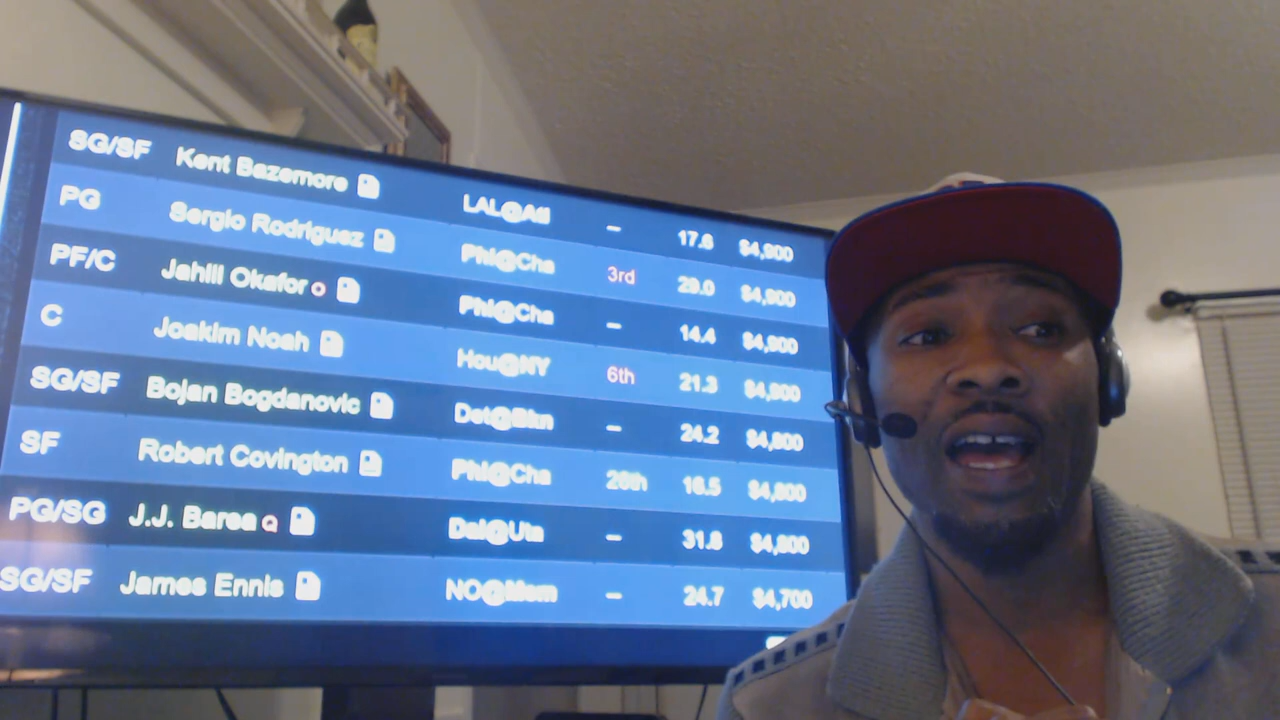 SG/SF Kent Bazemore LAL@Atl – 17.6 $4,900
PG Sergio Rodriguez Phi@Cha 3rd 29.0 $4,900
PF/C Jahlil Okafor O Phi@Cha – 14.4 $4,900
C Joakim Noah Hou@NY 6th 21.3 $4,900
SG/SF Bojan Bogdanovic Det@Bkn – 24.2 $4,800
SF Robert Covington Phi@Cha 16.5 $4,800
PG/SG J.J. Barea Q Dal@Uta – 31.8 $4,800
SG/SF James Ennis NO@Mem – 24.7 $4,700